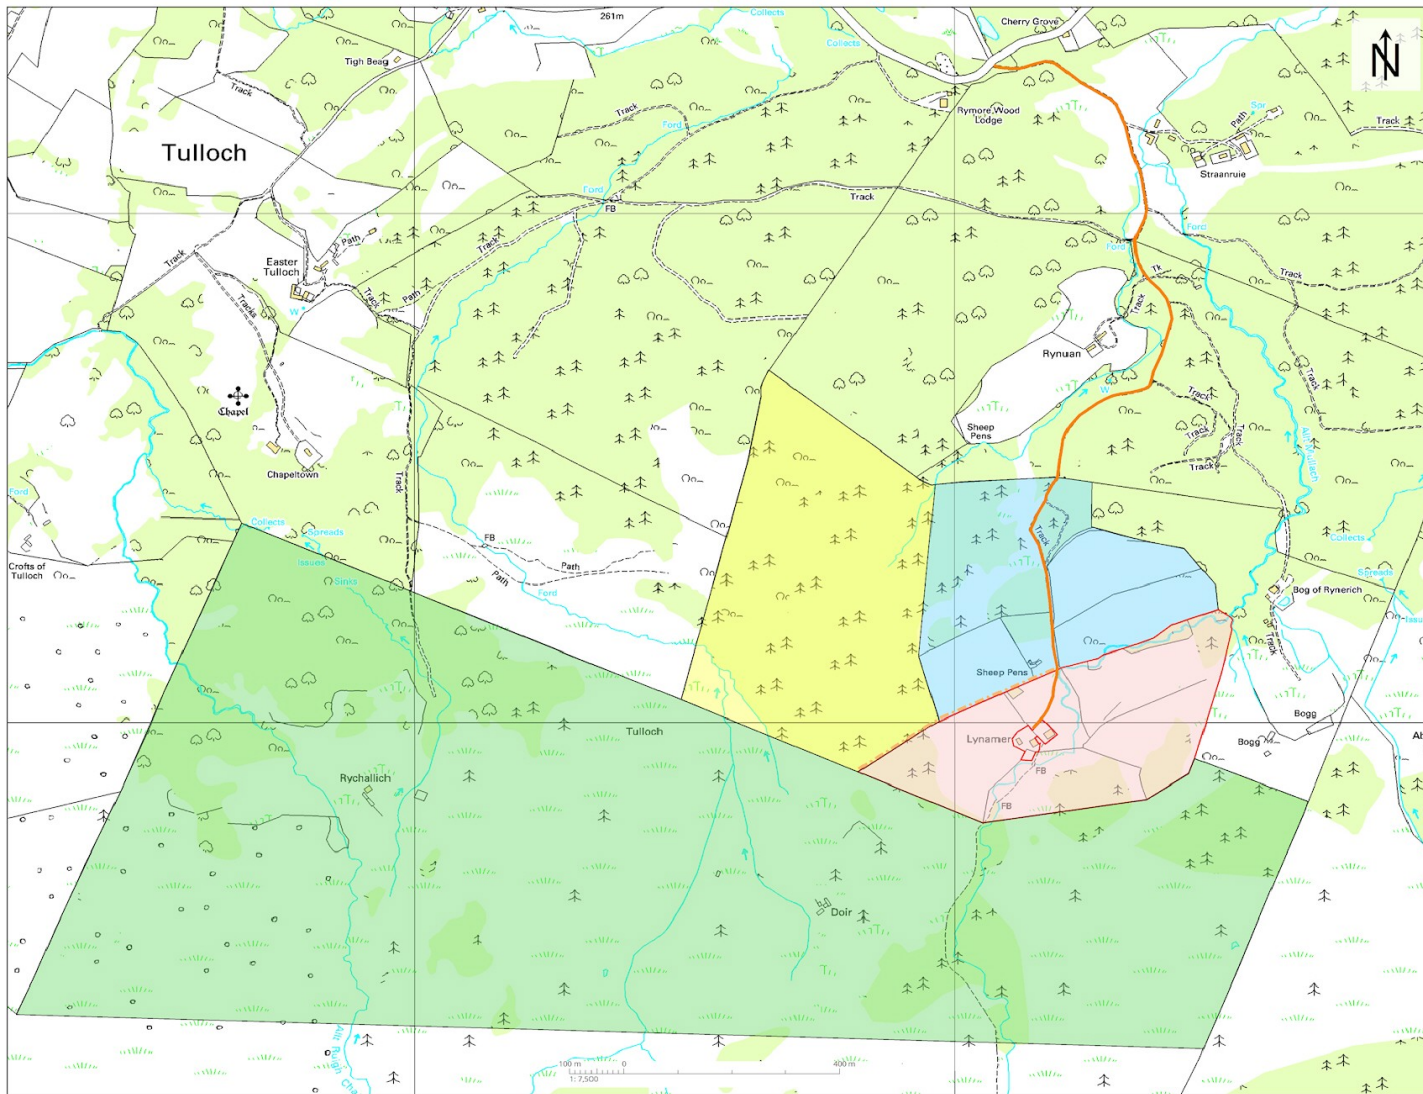 261m
Collects
Cherry Grove
Tigh Beag
Collects
N
Track
Track
Rymore Wood
Lodge
Ford
Path
Track
Tulloch
Straanruie
Ford
FB
Track
Ford
Track
Path
Track
Easter
Tulloch
Ford
Tk
Track
Track
Path
Track
Tracks
W
Rynuan
W
Track
Track
Chapel
Sheep
Pens
Track
Track
Track
Allt Mullach
Chapeltown
Track
Ford
Collects
Spreads
Issues
Sinks
FB
Path
Path
Ford
Track
Collects
Spreads
Crofts of
Tulloch
Bog of Rynerich
Track
Sheep Pens
Tulloch
Bogg
Bogg
Lynamer
FB
Rychallich
FB
Doir
100 m
0
400 m
1: 7,500